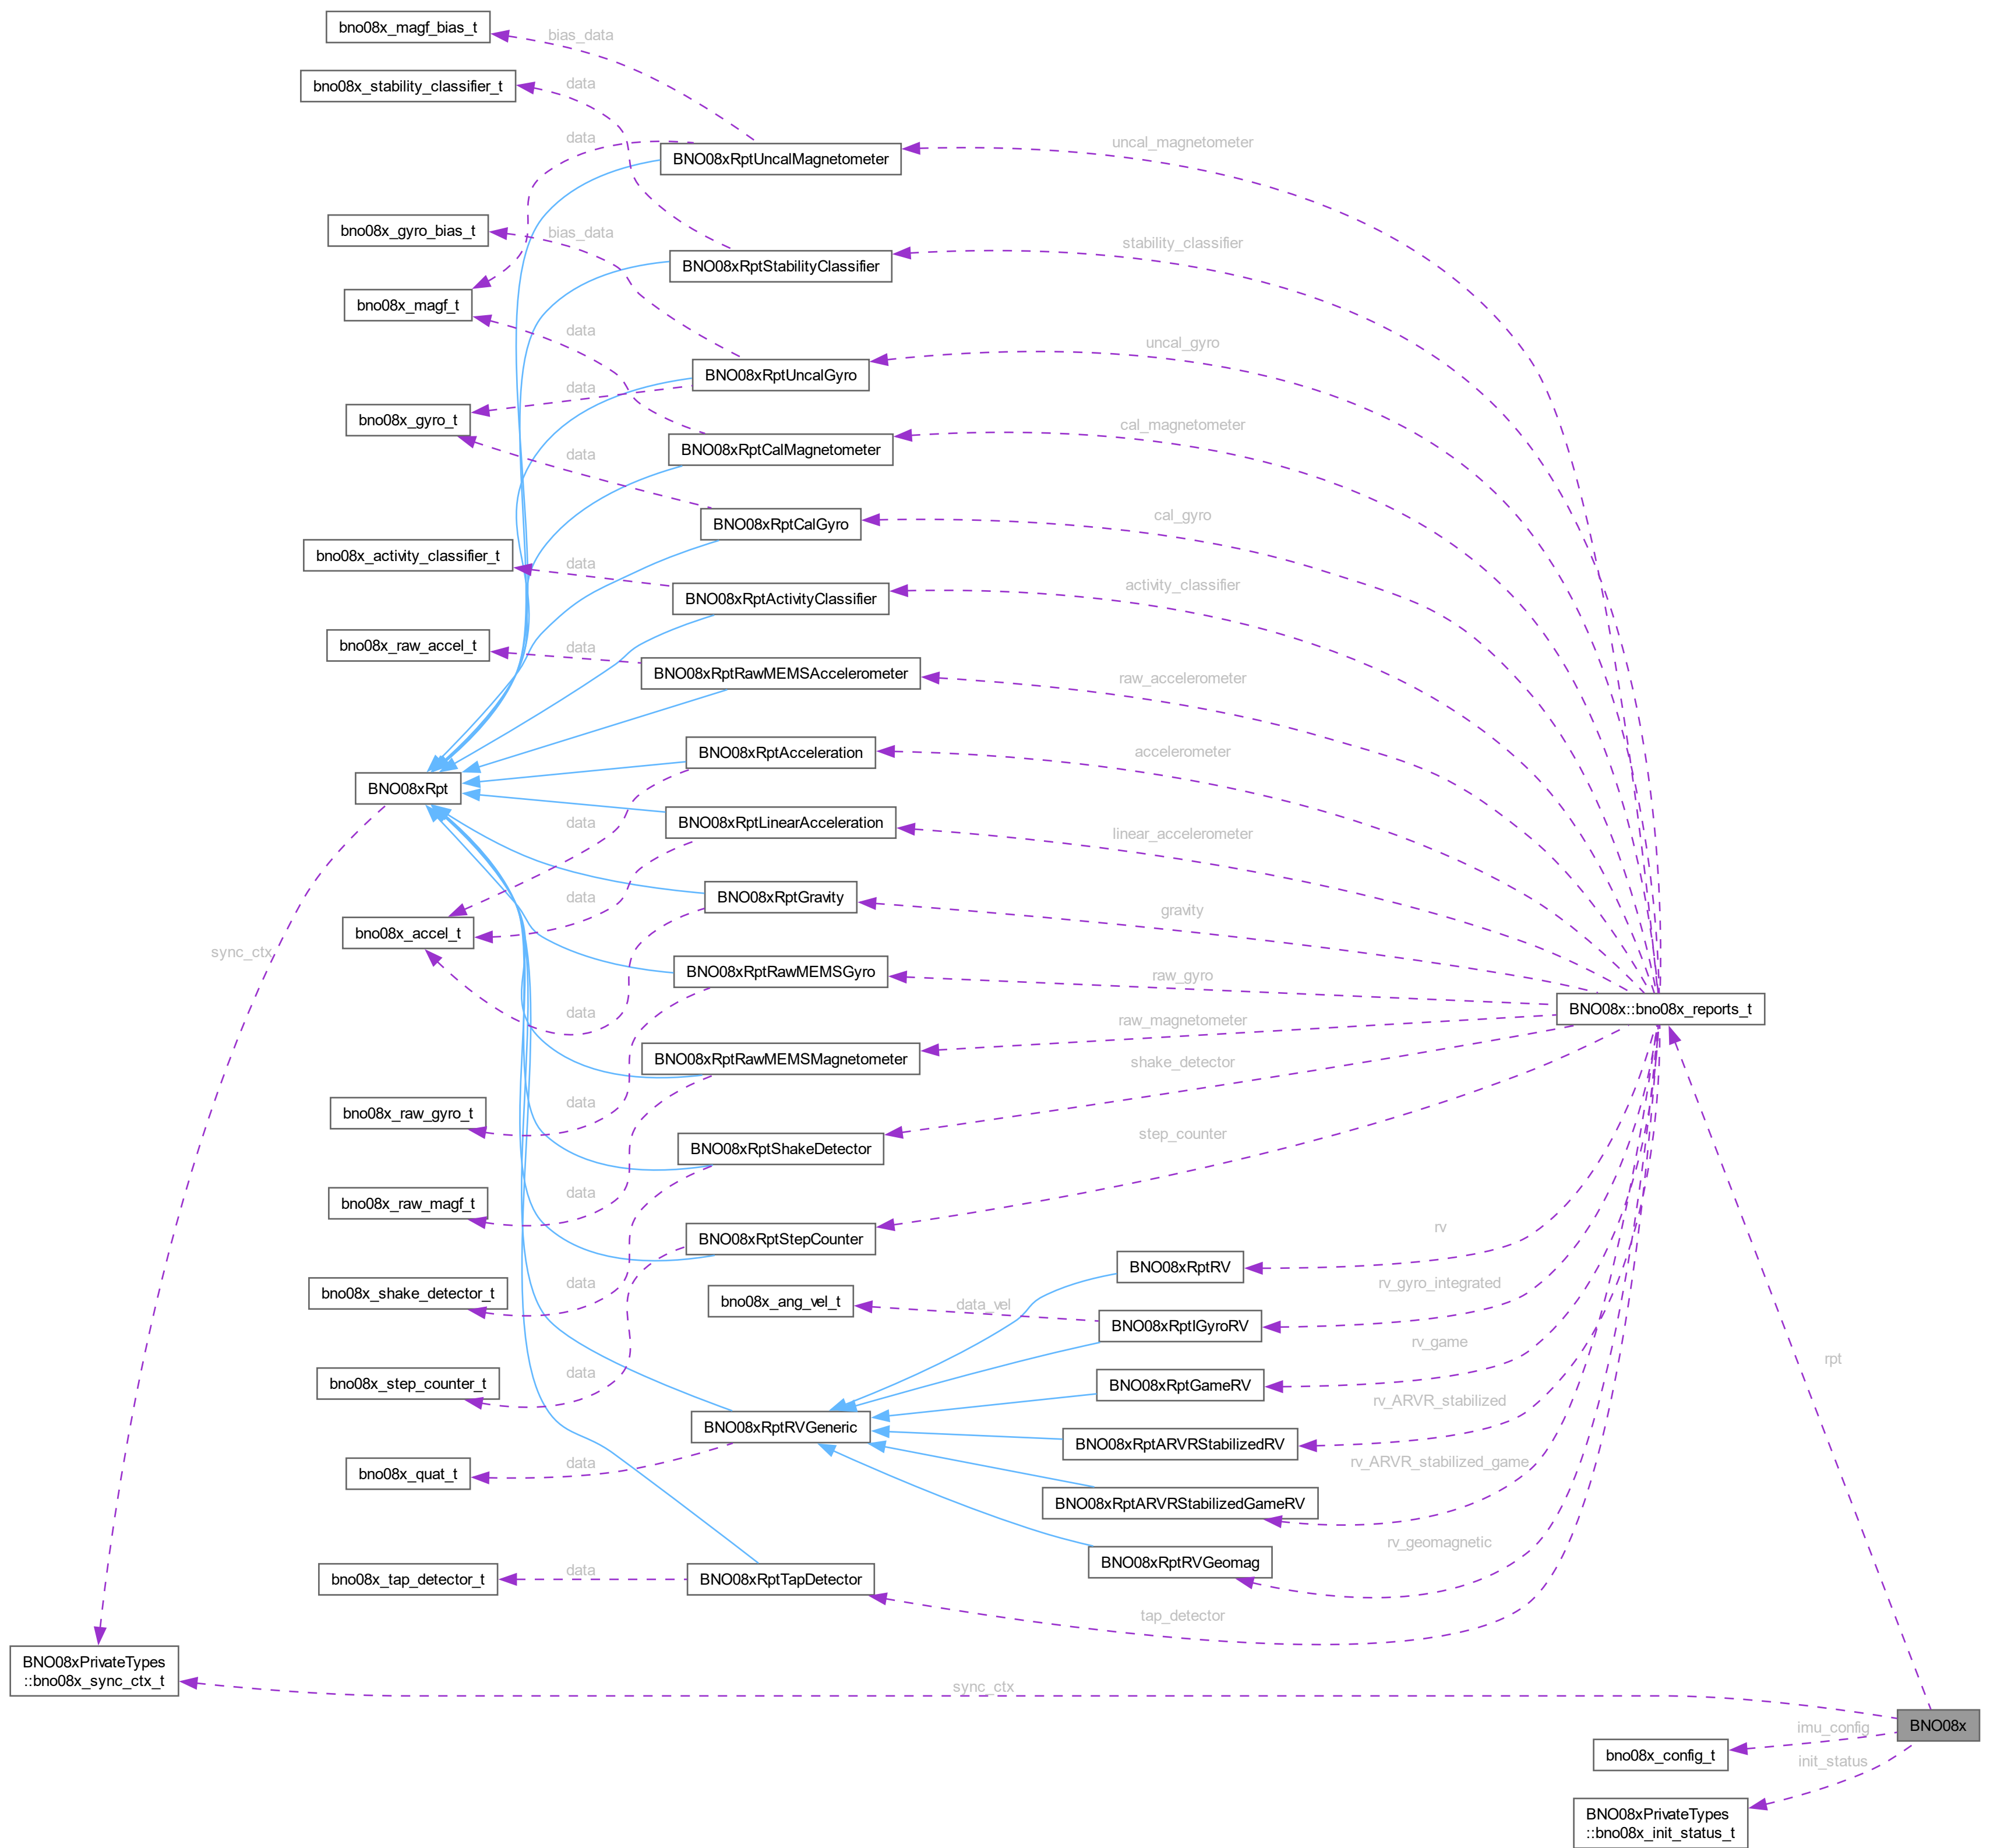 bno08x_magf_bias_t
bias_data
bno08x_stability_classifier_t
data
data
uncal_magnetometer
BNO08xRptUncalMagnetometer
bno08x_gyro_bias_t
bias_data
stability_classifier
BNO08xRptStabilityClassifier
bno08x_magf_t
data
uncal_gyro
BNO08xRptUncalGyro
data
bno08x_gyro_t
cal_magnetometer
BNO08xRptCalMagnetometer
data
cal_gyro
BNO08xRptCalGyro
bno08x_activity_classifier_t
data
activity_classifier
BNO08xRptActivityClassifier
bno08x_raw_accel_t
data
BNO08xRptRawMEMSAccelerometer
raw_accelerometer
BNO08xRptAcceleration
accelerometer
BNO08xRpt
data
BNO08xRptLinearAcceleration
linear_accelerometer
data
BNO08xRptGravity
gravity
bno08x_accel_t
sync_ctx
BNO08xRptRawMEMSGyro
raw_gyro
data
BNO08x::bno08x_reports_t
raw_magnetometer
BNO08xRptRawMEMSMagnetometer
shake_detector
data
bno08x_raw_gyro_t
BNO08xRptShakeDetector
step_counter
data
bno08x_raw_magf_t
BNO08xRptStepCounter
rv
BNO08xRptRV
data
rv_gyro_integrated
bno08x_shake_detector_t
bno08x_ang_vel_t
data_vel
BNO08xRptIGyroRV
rv_game
rpt
data
bno08x_step_counter_t
BNO08xRptGameRV
rv_ARVR_stabilized
BNO08xRptRVGeneric
BNO08xRptARVRStabilizedRV
data
rv_ARVR_stabilized_game
bno08x_quat_t
BNO08xRptARVRStabilizedGameRV
rv_geomagnetic
BNO08xRptRVGeomag
data
bno08x_tap_detector_t
BNO08xRptTapDetector
tap_detector
BNO08xPrivateTypes
::bno08x_sync_ctx_t
sync_ctx
BNO08x
imu_config
bno08x_config_t
init_status
BNO08xPrivateTypes
::bno08x_init_status_t